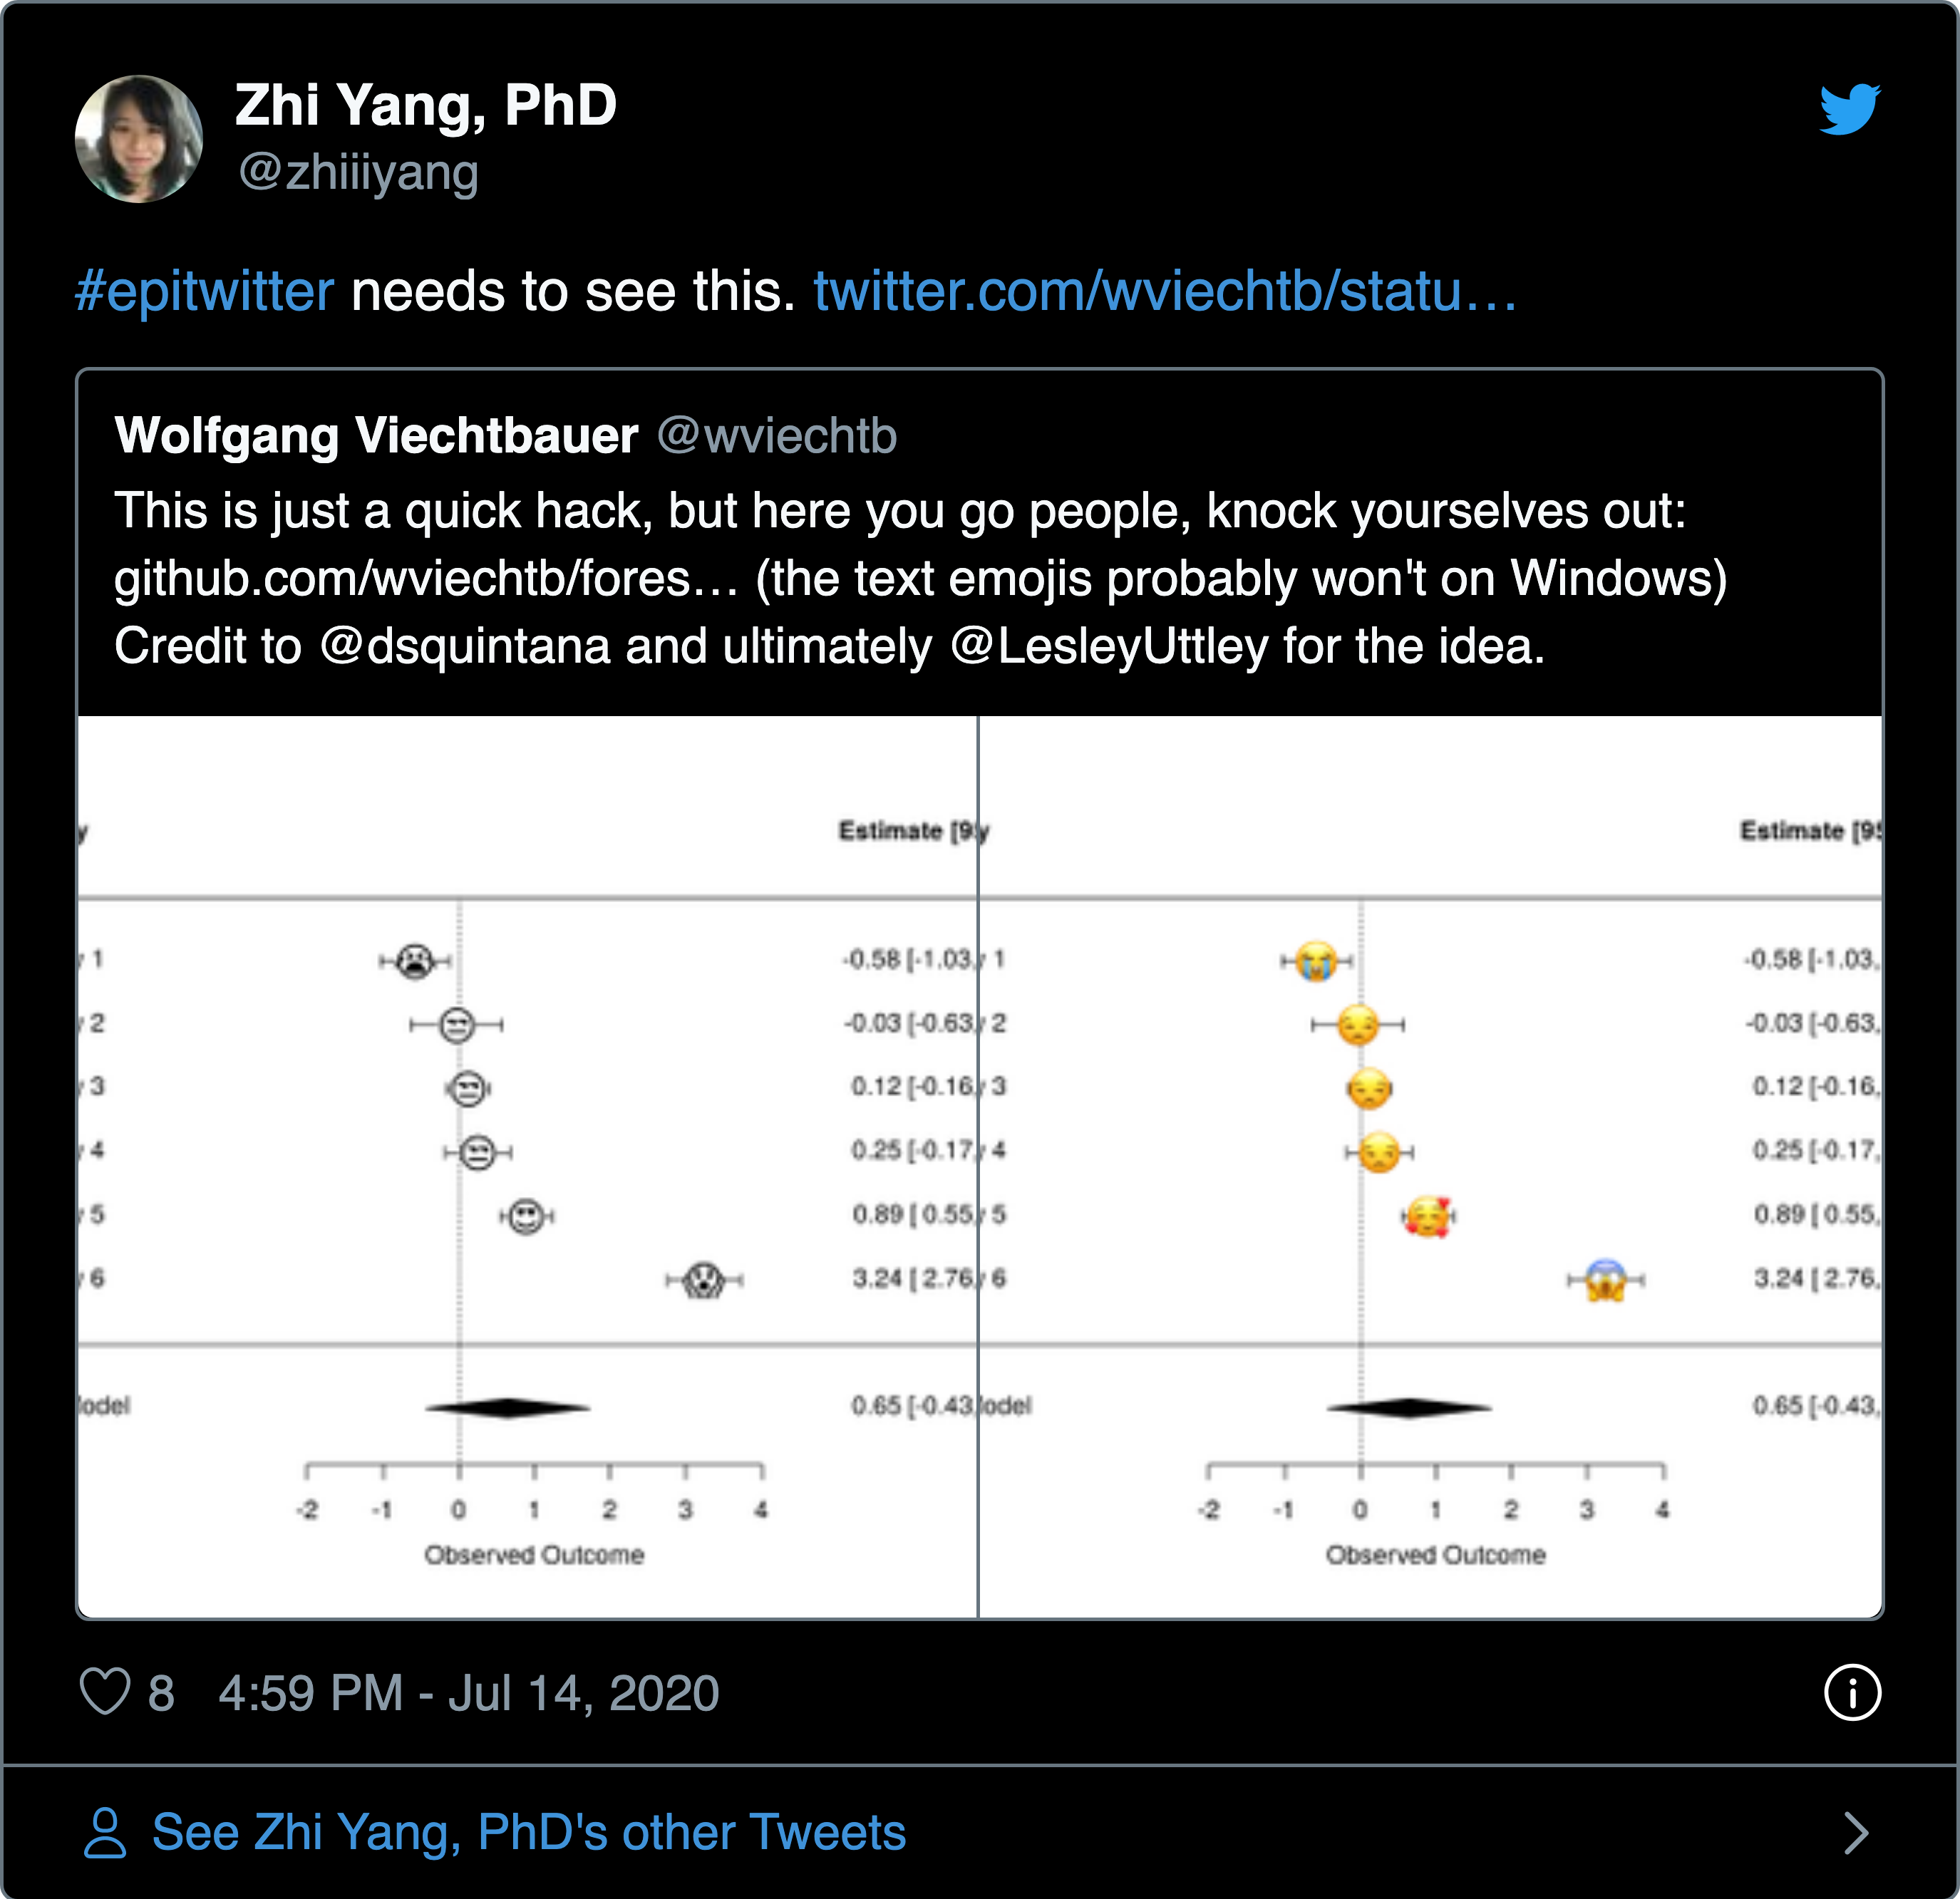 Zhi Yang, PhD
@zhiiiyang
#epitwitter needs to see this. twitter.com/wviechtb/statu…
Wolfgang Viechtbauer @wviechtb
This is just a quick hack, but here you go people, knock yourselves out:
github.com/wviechtb/fores… (the text emojis probably won't on Windows)
Credit to @dsquintana and ultimately @LesleyUttley for the idea.
y Estimate [9
y 1 -0.58 [-1.03,
y 2 -0.03 [-0.63,
y 3 0.12 [-0.16,
y 4 0.25 [-0.17,
y 5 0.89 [ 0.55,
y 6 3.24 [ 2.76,
odel 0.65 [-0.43,
-2 -1 0 1 2 3 4
Observed Outcome
y Estimate [95
y 1 -0.58 [-1.03,
y 2 -0.03 [-0.63,
y 3 0.12 [-0.16,
y 4 0.25 [-0.17,
y 5 0.89 [ 0.55,
y 6 3.24 [ 2.76,
odel 0.65 [-0.43,
-2 -1 0 1 2 3 4
Observed Outcome
8 4:59 PM - Jul 14, 2020
See Zhi Yang, PhD's other Tweets